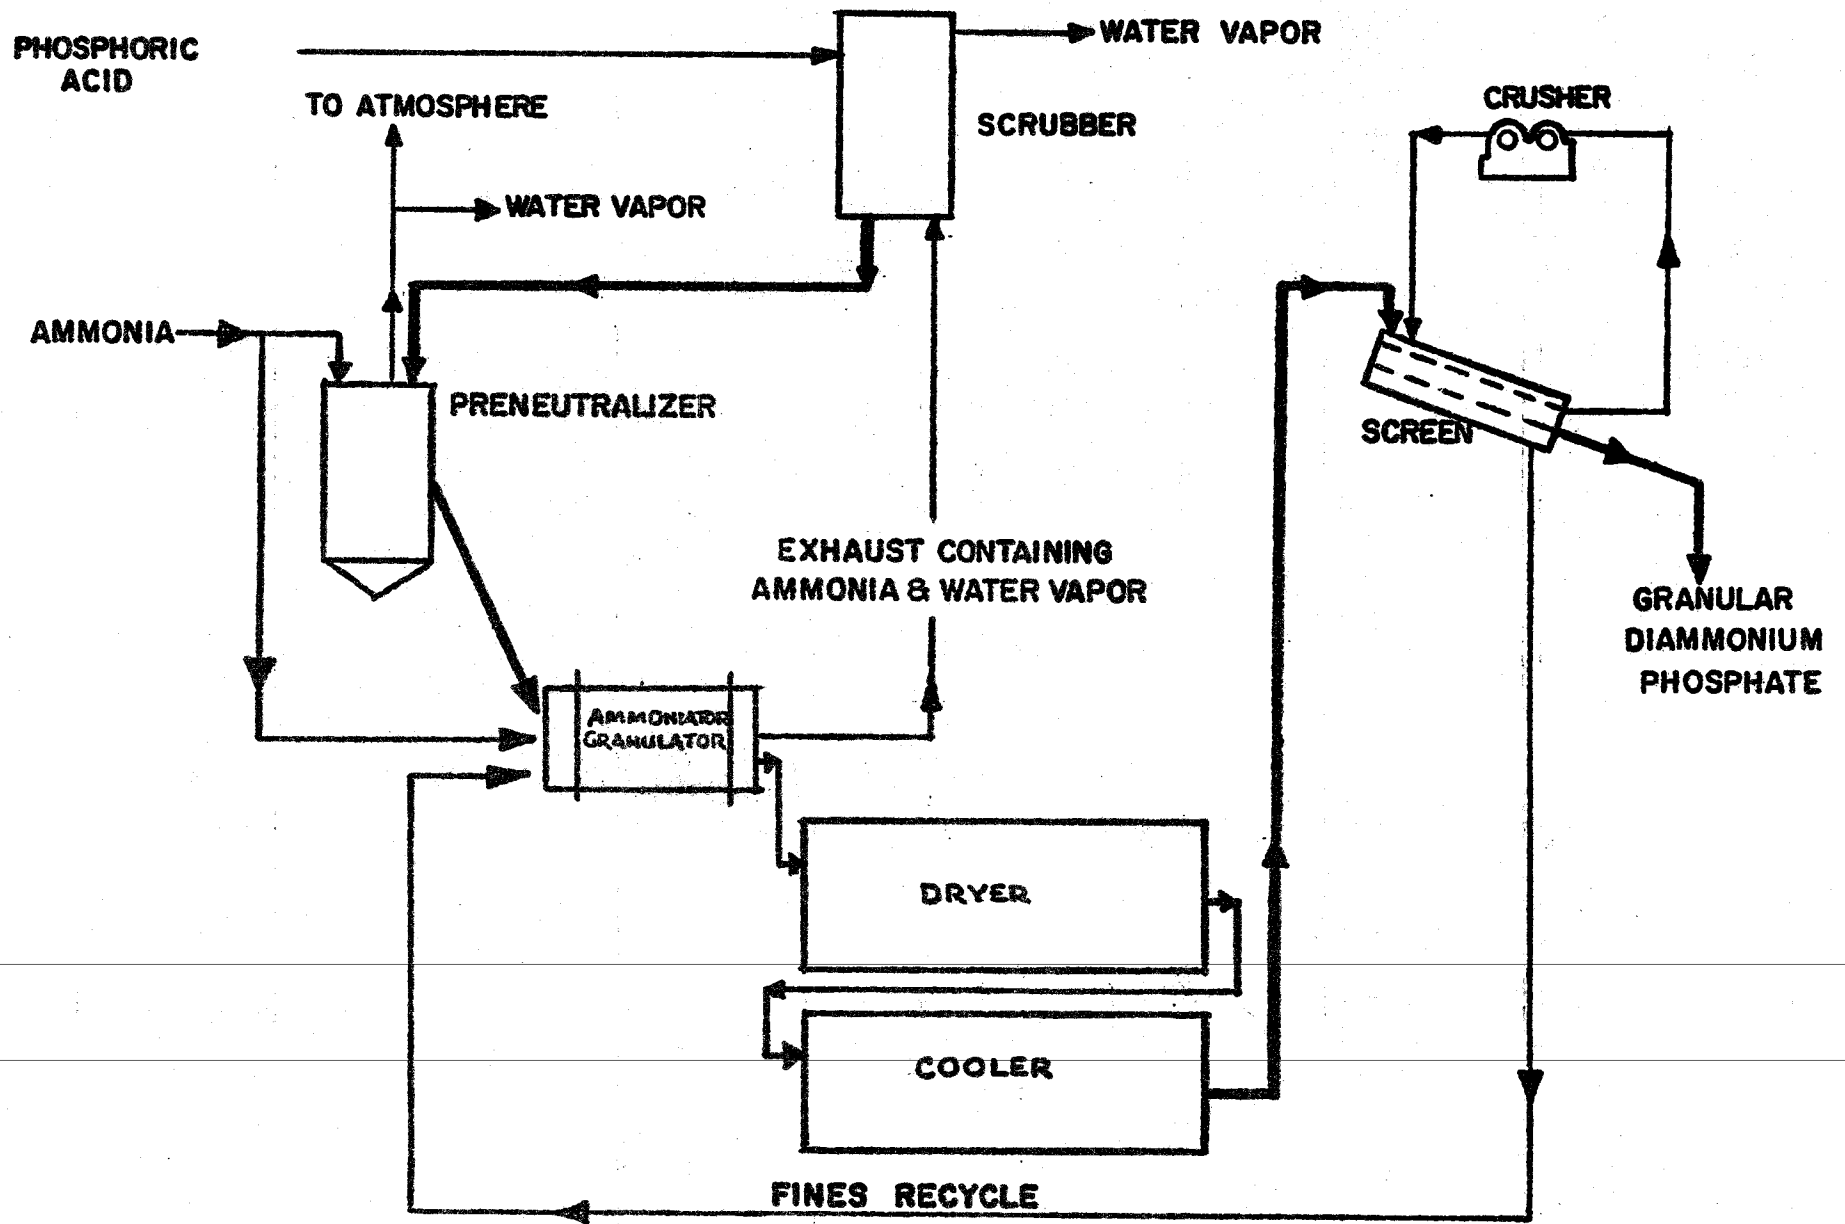 PHOSPHORIC
ACID
WATER VAPOR
TO ATMOSPHERE
SCRUBBER
CRUSHER
WATER VAPOR
AMMONIA
PRENEUTRALIZER
SCREEN
EXHAUST CONTAINING
AMMONIA & WATER VAPOR
GRANULAR
DIAMMONIUM
PHOSPHATE
AMMONIATOR
GRANULATOR
DRYER
COOLER
FINES RECYCLE